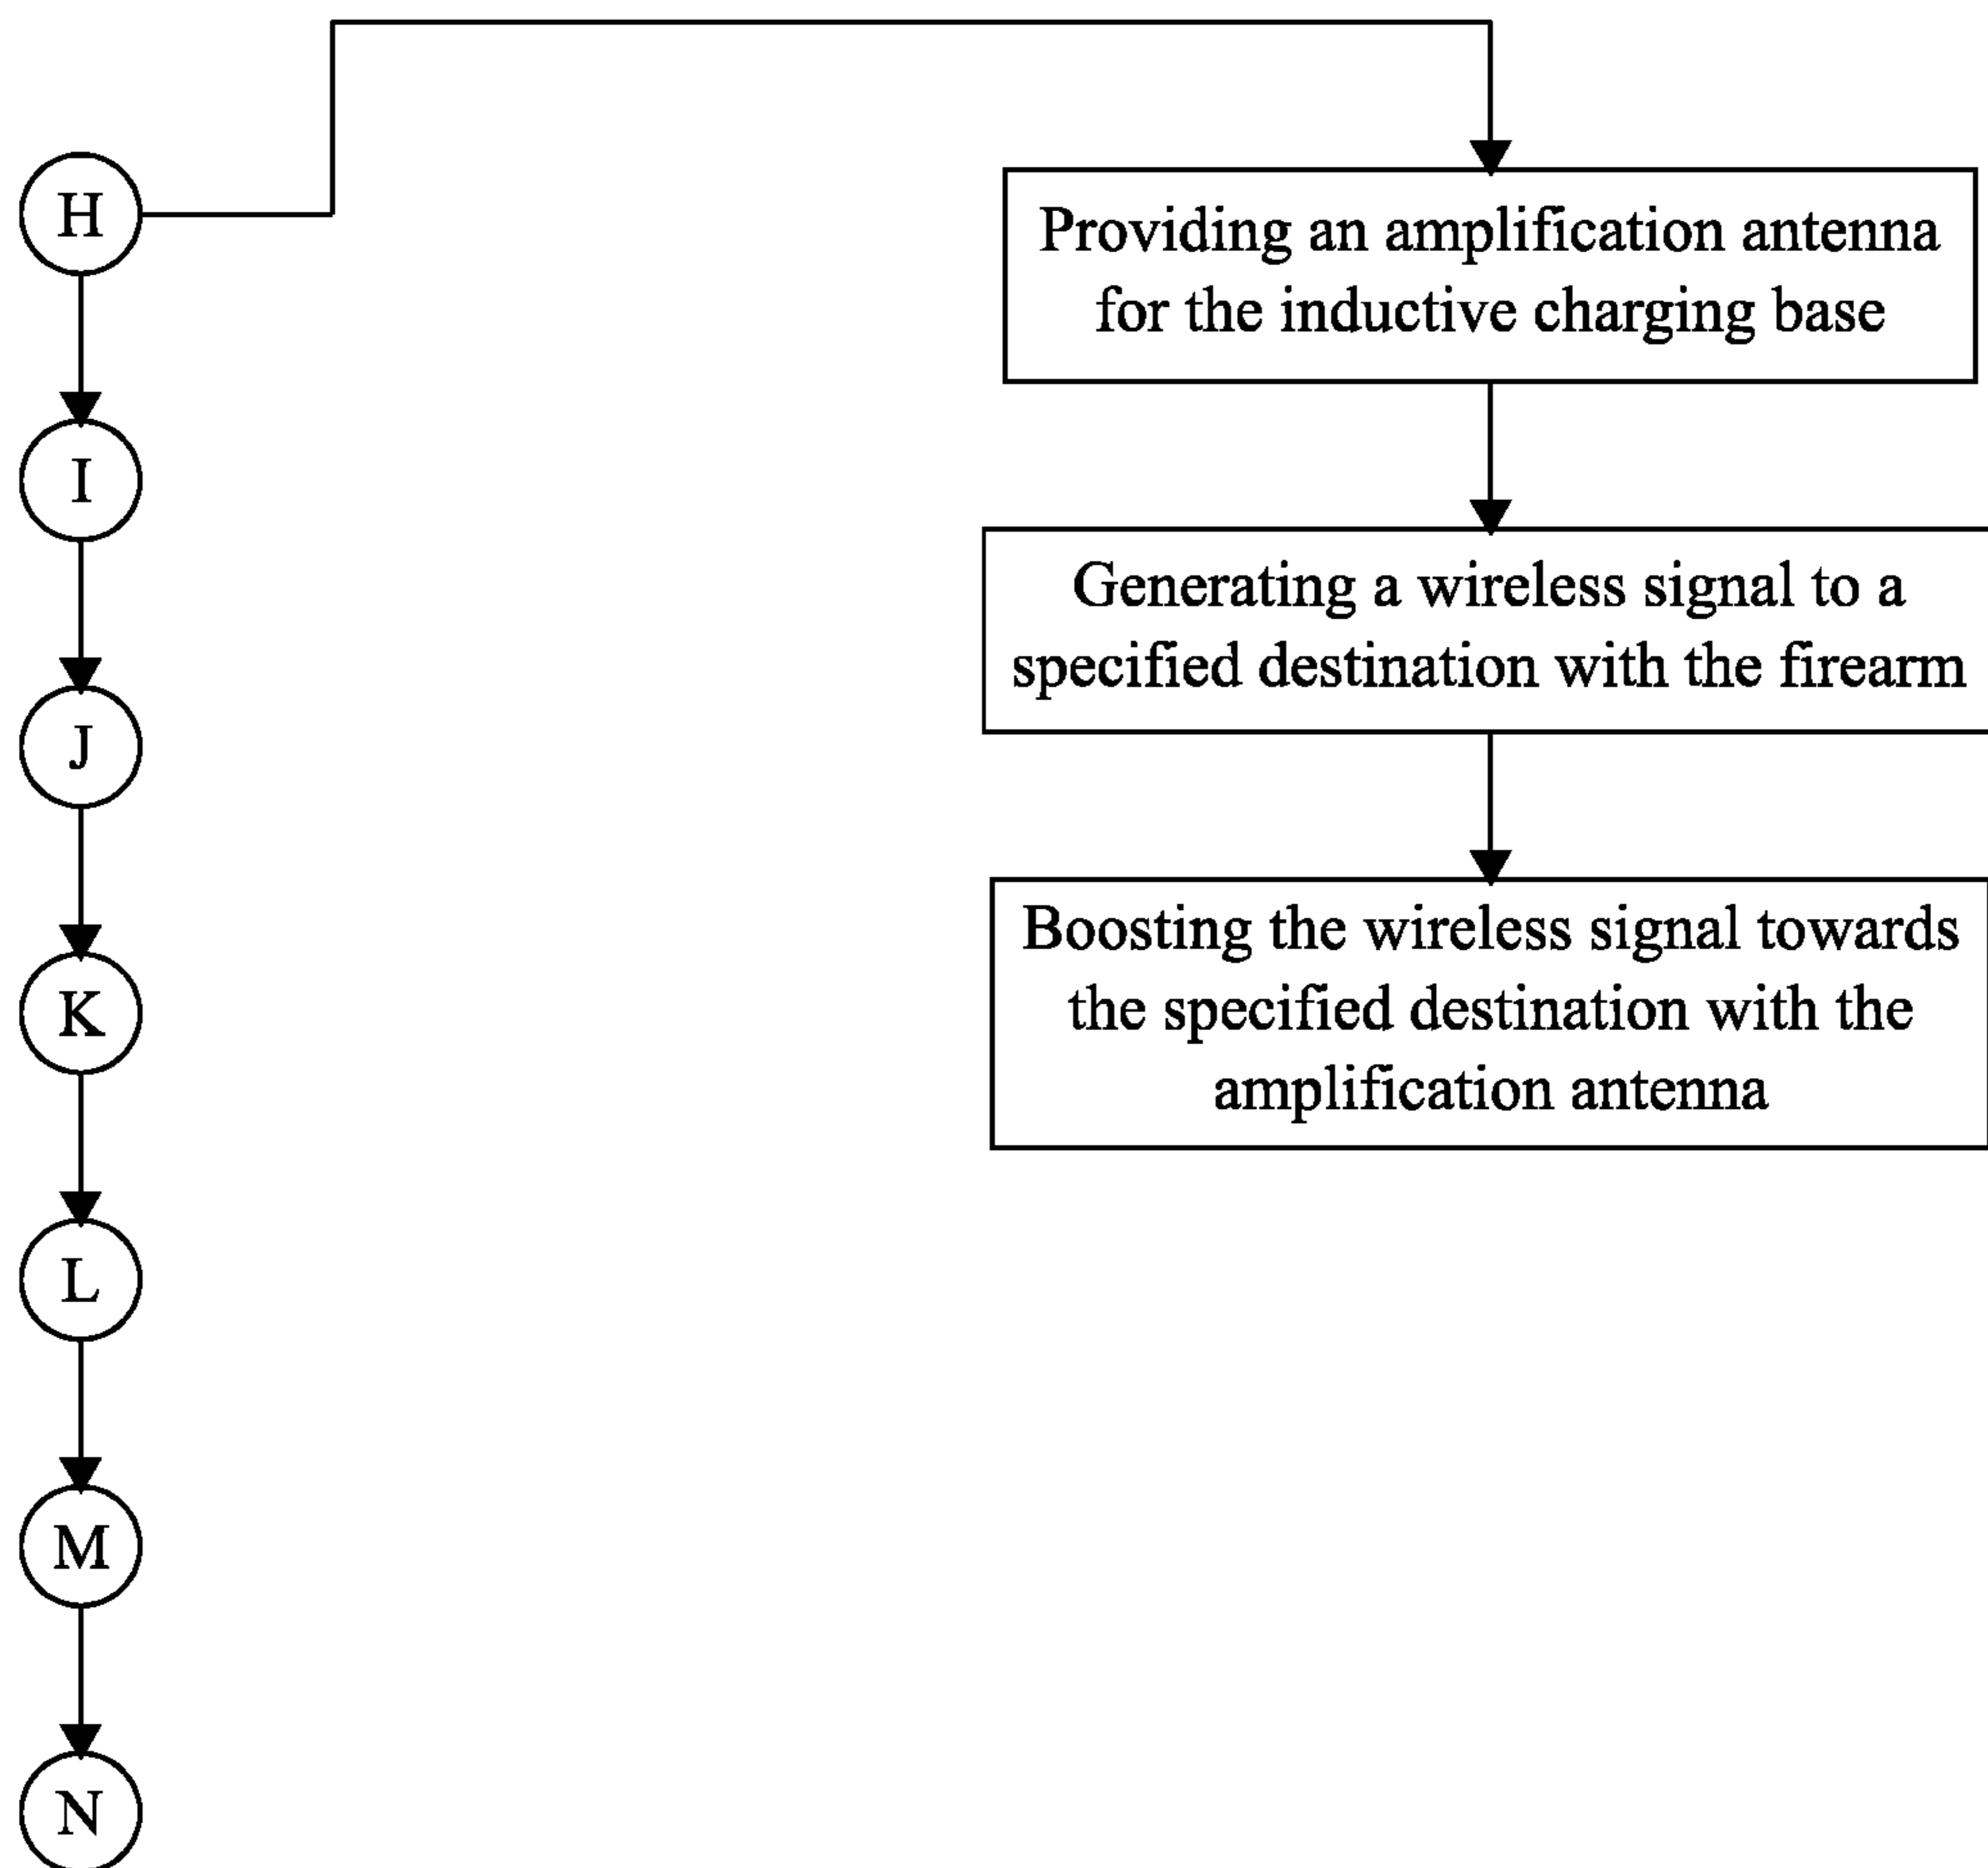 H
I
J
K
L
M
N
Providing an amplification antenna
for the inductive charging base
Generating a wireless signal to a
specified destination with the firearm
Boosting the wireless signal towards
the specified destination with the
amplification antenna